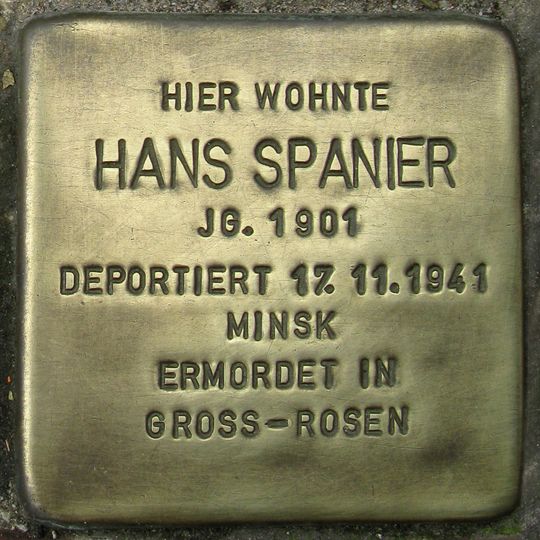 HIER WOHNTE
HANS SPANIER
JG. 1901
DEPORTIERT 17. 11.1941
MINSK
ERMORDET IN
GROSS-ROSEN